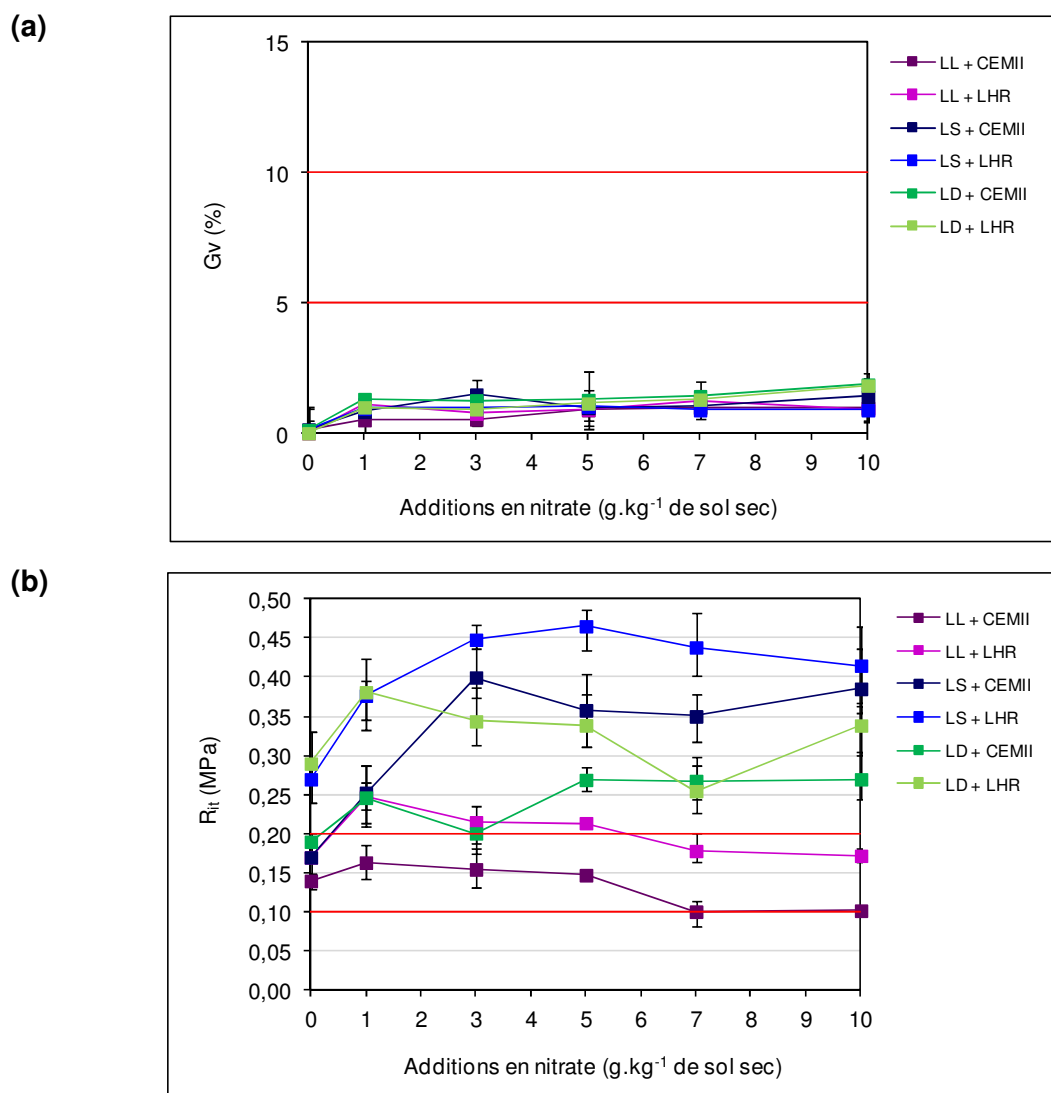 (a)
15
10
5
0
Gv (%)
0 1 2 3 4 5 6 7 8 9 10
Additions en nitrate (g.kg⁻¹ de sol sec)
LL + CEMII
LL + LHR
LS + CEMII
LS + LHR
LD + CEMII
LD + LHR
(b)
0,50
0,45
0,40
0,35
0,30
0,25
0,20
0,15
0,10
0,05
0,00
Rit (MPa)
0 1 2 3 4 5 6 7 8 9 10
Additions en nitrate (g.kg⁻¹ de sol sec)
LL + CEMII
LL + LHR
LS + CEMII
LS + LHR
LD + CEMII
LD + LHR